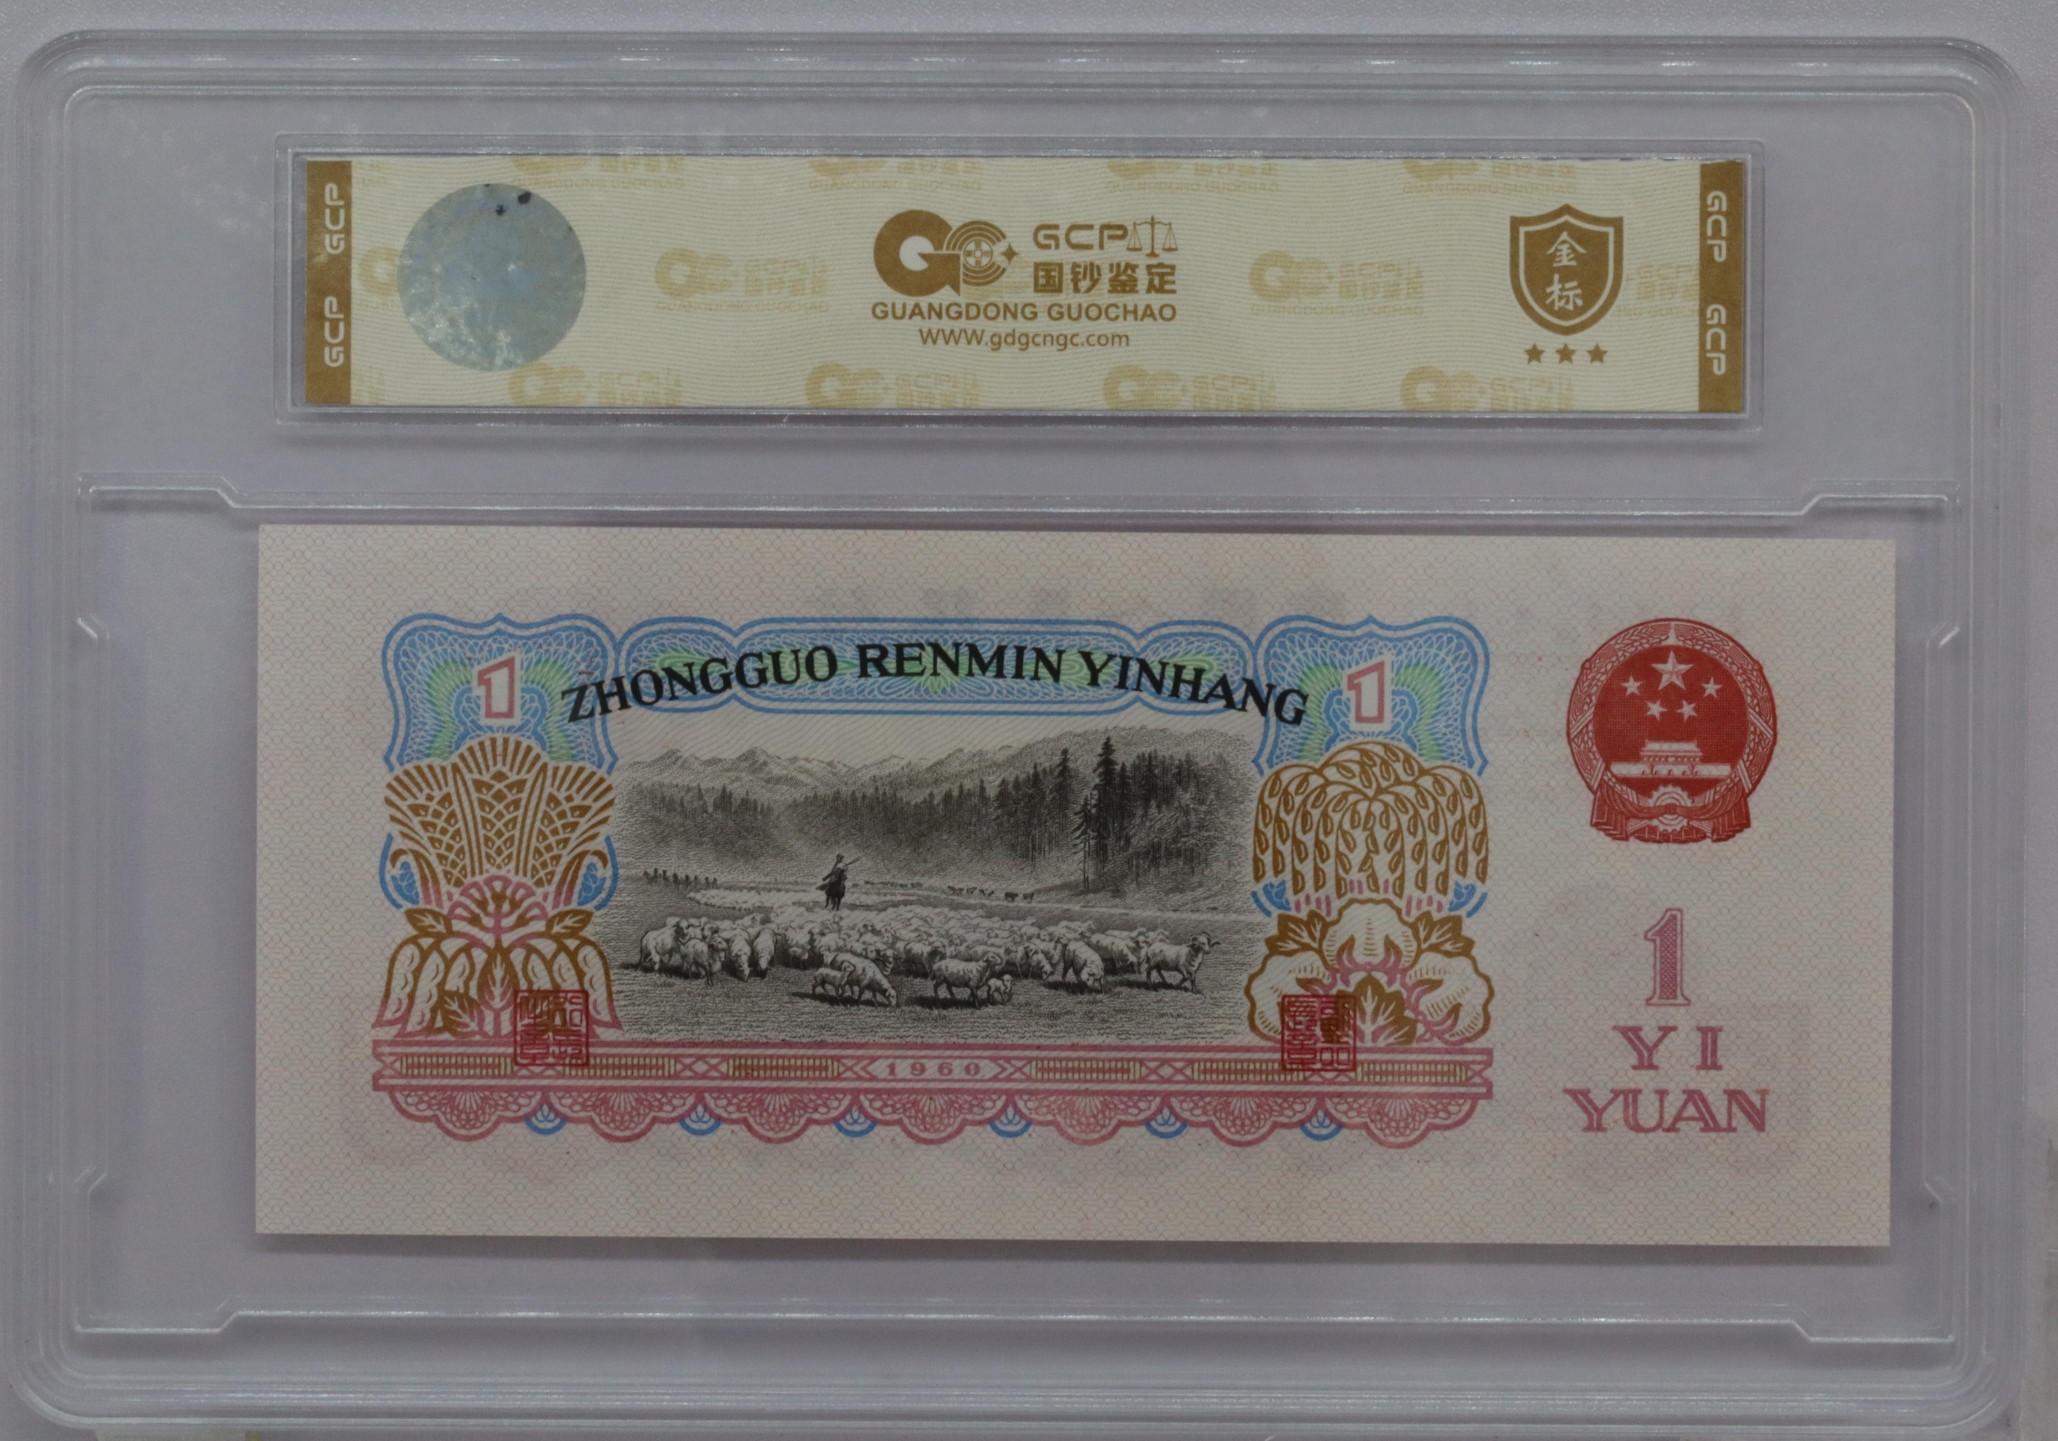 GCP GCP
GCP
国钞鉴定
GUANGDONG GUOCHAO
WWW.gdgcngc.com
金标
GCP GCP
ZHONGGUO RENMIN YINHANG
1
1
1960
1
YI
YUAN